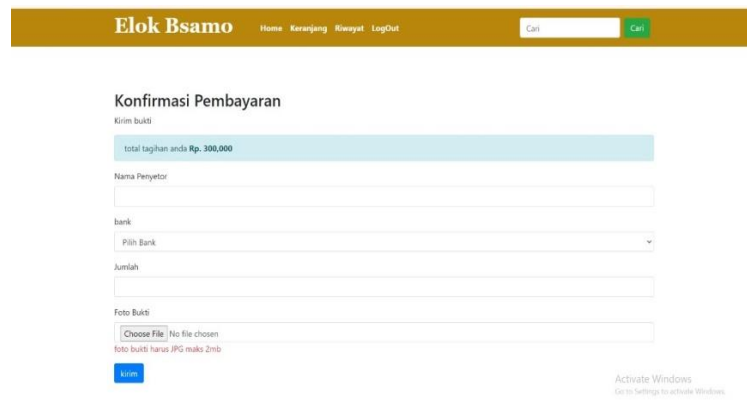 Elok Bsamo Home Keranjang Riwayat LogOut Cari Cari
Konfirmasi Pembayaran
Kirim bukti
total tagihan anda Rp. 300,000
Nama Penyetor
bank
Pilih Bank
Jumlah
Foto Bukti
Choose File No file chosen
foto bukti harus JPG maks 2mb
kirim
Activate Windows
Go to Settings to activate Windows.